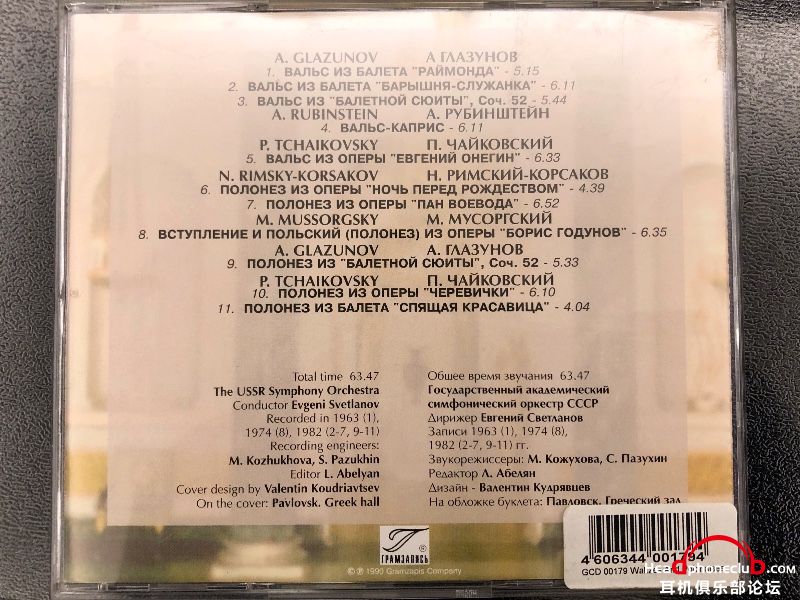 A. GLAZUNOV А ГЛАЗУНОВ
1. ВАЛЬС ИЗ БАЛЕТА "РАЙМОНДА" - 5.15
2. ВАЛЬС ИЗ БАЛЕТА "БАРЫШНЯ-СЛУЖАНКА" - 6.11
3. ВАЛЬС ИЗ "БАЛЕТНОЙ СЮИТЫ", Соч. 52 - 5.44
A. RUBINSTEIN А. РУБИНШТЕЙН
4. ВАЛЬС-КАПРИС - 6.11
P. TCHAIKOVSKY П. ЧАЙКОВСКИЙ
5. ВАЛЬС ИЗ ОПЕРЫ "ЕВГЕНИЙ ОНЕГИН" - 6.33
N. RIMSKY-KORSAKOV Н. РИМСКИЙ-КОРСАКОВ
6. ПОЛОНЕЗ ИЗ ОПЕРЫ "НОЧЬ ПЕРЕД РОЖДЕСТВОМ" - 4.39
7. ПОЛОНЕЗ ИЗ ОПЕРЫ "ПАН ВОЕВОДА" - 6.52
M. MUSSORGSKY М. МУСОРГСКИЙ
8. ВСТУПЛЕНИЕ И ПОЛЬСКИЙ (ПОЛОНЕЗ) ИЗ ОПЕРЫ "БОРИС ГОДУНОВ" - 6.35
A. GLAZUNOV А. ГЛАЗУНОВ
9. ПОЛОНЕЗ ИЗ "БАЛЕТНОЙ СЮИТЫ", Соч. 52 - 5.33
P. TCHAIKOVSKY П. ЧАЙКОВСКИЙ
10. ПОЛОНЕЗ ИЗ ОПЕРЫ "ЧЕРЕВИЧКИ" - 6.10
11. ПОЛОНЕЗ ИЗ БАЛЕТА "СПЯЩАЯ КРАСАВИЦА" - 4.04
Total time 63.47
The USSR Symphony Orchestra
Conductor Evgeni Svetlanov
Recorded in 1963 (1),
1974 (8), 1982 (2-7, 9-11)
Recording engineers:
M. Kozhukhova, S. Pazukhin
Editor L. Abelyan
Cover design by Valentin Koudriavtsev
On the cover: Pavlovsk. Greek hall
Общее время звучания 63.47
Государственный академический
симфонический оркестр СССР
Дирижер Евгений Светланов
Записи 1963 (1), 1974 (8),
1982 (2-7, 9-11) гг.
Звукорежиссеры: М. Кожухова, С. Пазухин
Редактор Л. Абелян
Дизайн - Валентин Кудрявцев
На обложке буклета: Павловск. Греческий зал
ГРАМЗАПИСЬ ®
© ℗ 1990 Gramzapis Company
4 606344 001794
GCD 00179
phoneclub.com
耳机俱乐部论坛